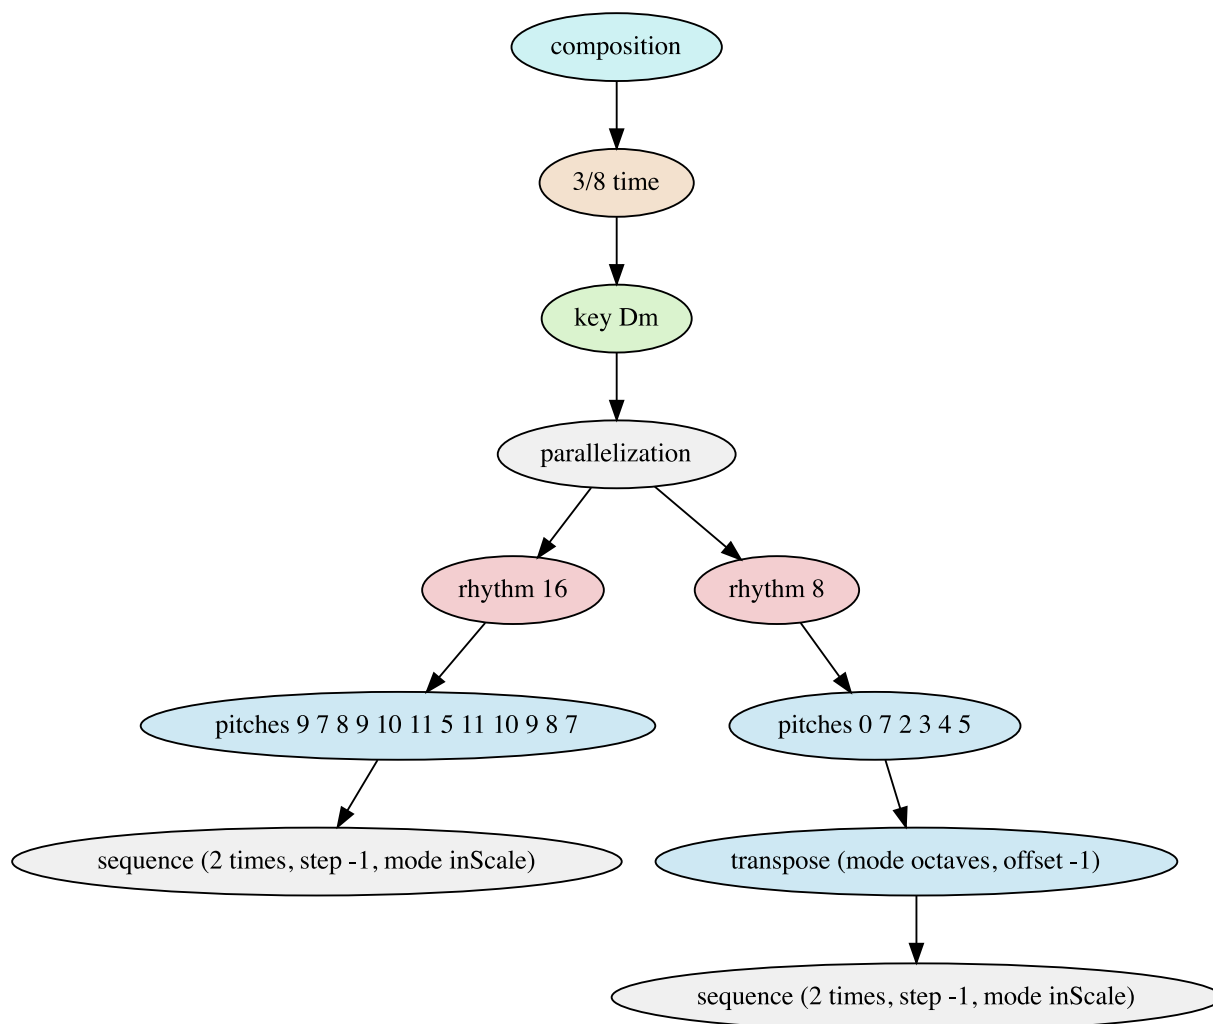 composition
3/8 time
key Dm
parallelization
rhythm 16
rhythm 8
pitches 9 7 8 9 10 11 5 11 10 9 8 7
pitches 0 7 2 3 4 5
sequence (2 times, step -1, mode inScale)
transpose (mode octaves, offset -1)
sequence (2 times, step -1, mode inScale)